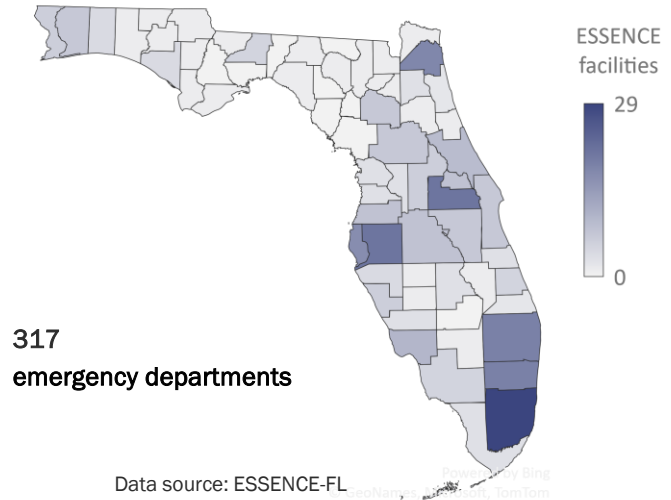 ESSENCE
facilities
29
0
317
emergency departments
Data source: ESSENCE-FL
Powered by Bing
© GeoNames, Microsoft, TomTom